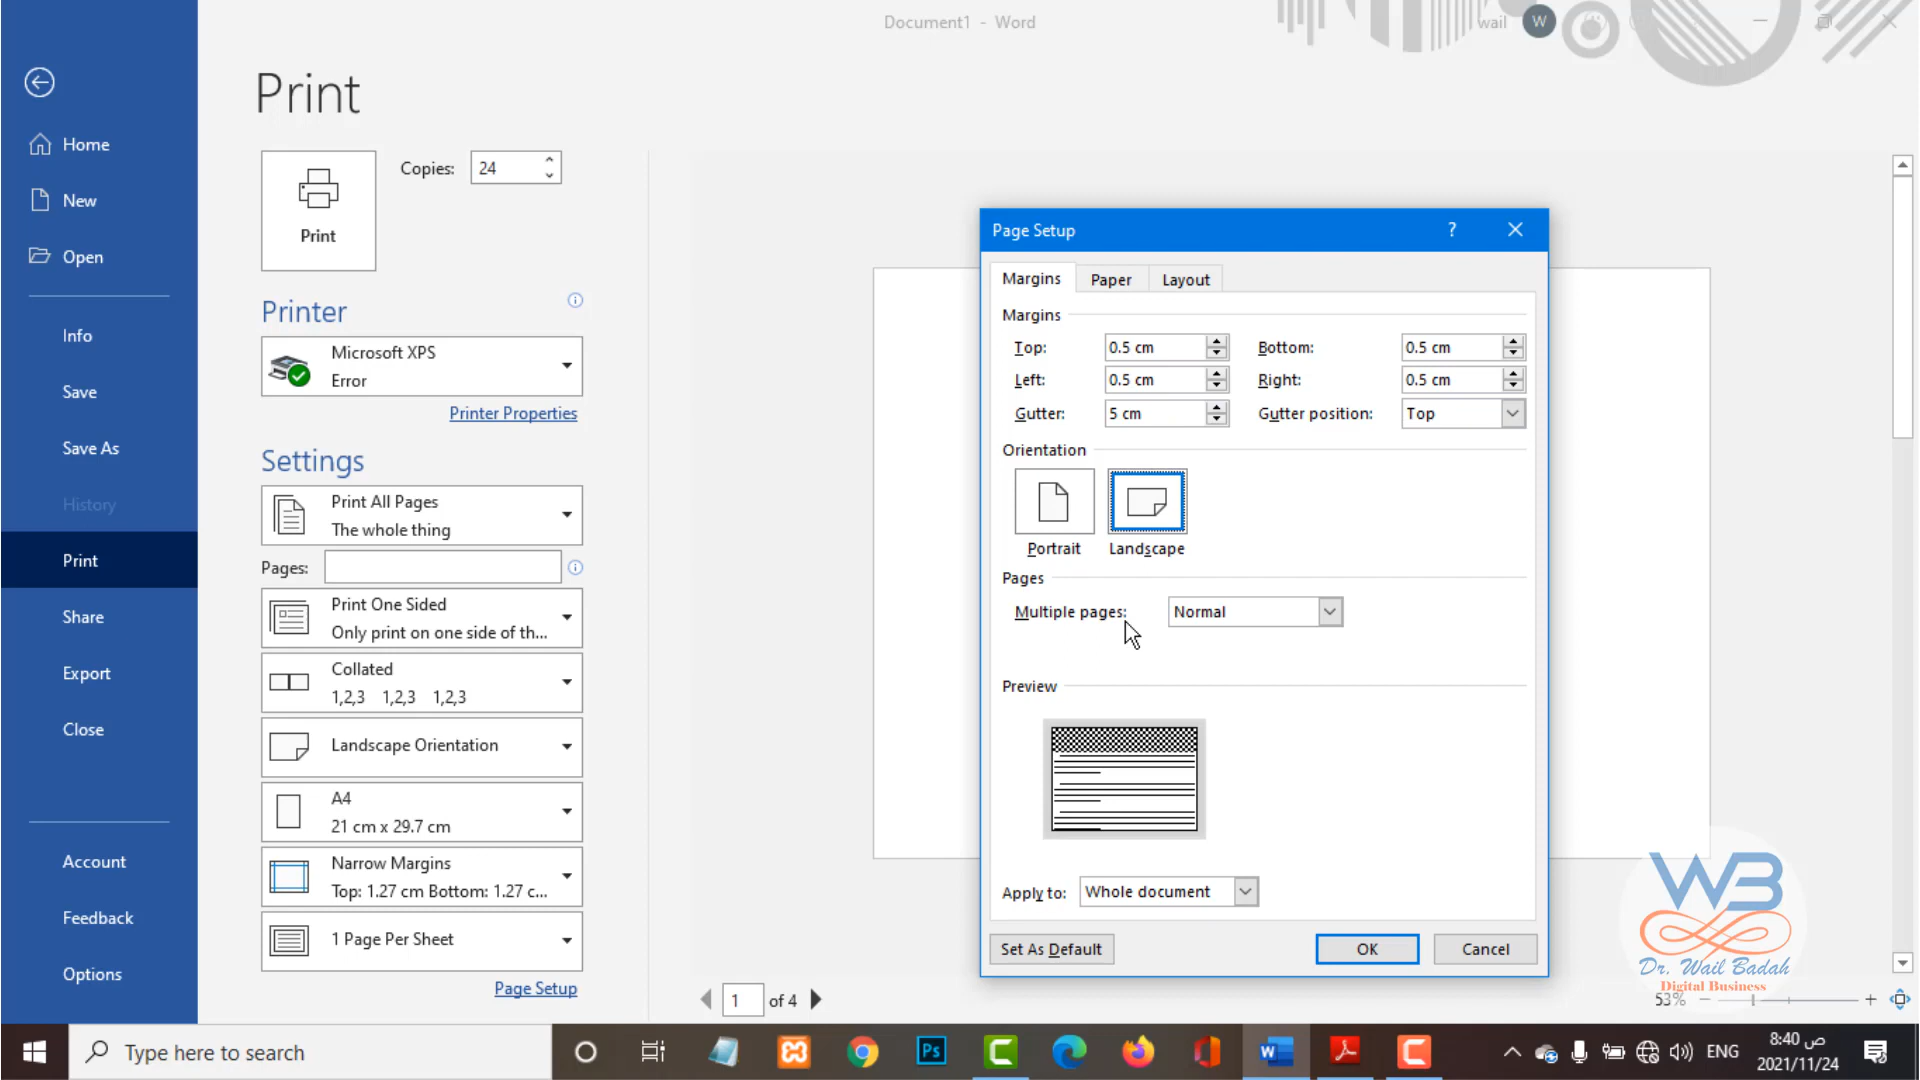 Document1 - Word
wail
W
Print
Home
New
Open
Info
Save
Save As
History
Print
Share
Export
Close
Account
Feedback
Options
Print
Copies: 24
Printer
Microsoft XPS
Error
Printer Properties
Settings
Print All Pages
The whole thing
Pages:
Print One Sided
Only print on one side of th...
Collated
1,2,3 1,2,3 1,2,3
Landscape Orientation
A4
21 cm x 29.7 cm
Narrow Margins
Top: 1.27 cm Bottom: 1.27 c...
1 Page Per Sheet
Page Setup
Page Setup
?
Margins Paper Layout
Margins
Top: 0.5 cm Bottom: 0.5 cm
Left: 0.5 cm Right: 0.5 cm
Gutter: 5 cm Gutter position: Top
Orientation
Portrait Landscape
Pages
Multiple pages: Normal
Preview
Apply to: Whole document
Set As Default OK Cancel
WB
Dr. Wail Badah
Digital Business
1 of 4
53%
Type here to search
Ps
ENG
8:40 ص
2021/11/24